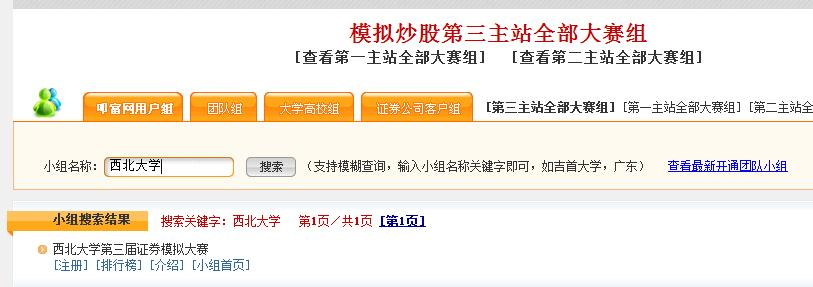 模拟炒股第三主站全部大赛组
[查看第一主站全部大赛组] [查看第二主站全部大赛组]
叩富网用户组 团队组 大学高校组 证券公司客户组 [第三主站全部大赛组] [第一主站全部大赛组] [第二主站全
小组名称： 西北大学 搜索 （支持模糊查询，输入小组名称关键字即可，如吉首大学，广东） 查看最新开通团队小组
小组搜索结果 搜索关键字：西北大学 第1页／共1页 [第1页]
西北大学第三届证券模拟大赛
[注册] [排行榜] [介绍] [小组首页]